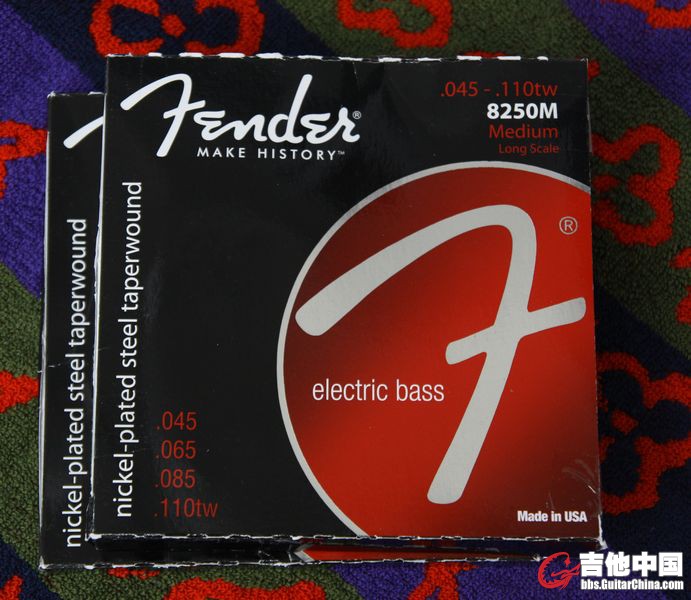 Fender®
MAKE HISTORY™
.045 - .110tw
8250M
Medium
Long Scale
nickel-plated steel taperwound
nickel-plated steel taperwound
®
electric bass
.045
.065
.085
.110tw
Made in USA
吉他中国
bbs.GuitarChina.com